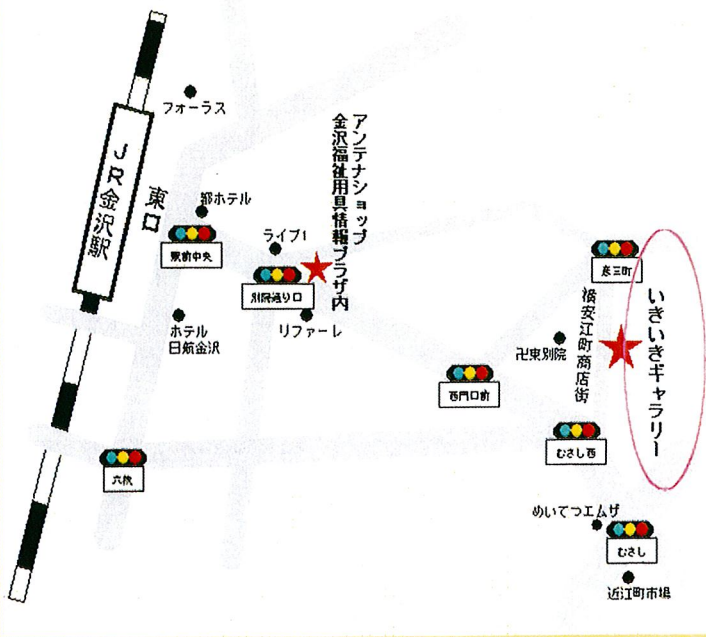 フォーラス
JR金沢駅
東口
都ホテル
駅前中央
ライブ1
別院通り口
アンテナショップ
金沢福祉用具情報プラザ内
ホテル
日航金沢
リファーレ
彦三町
いきいきギャラリー
横安江町商店街
卍東別院
西門口前
むさし西
六枚
めいてつエムザ
むさし
近江町市場